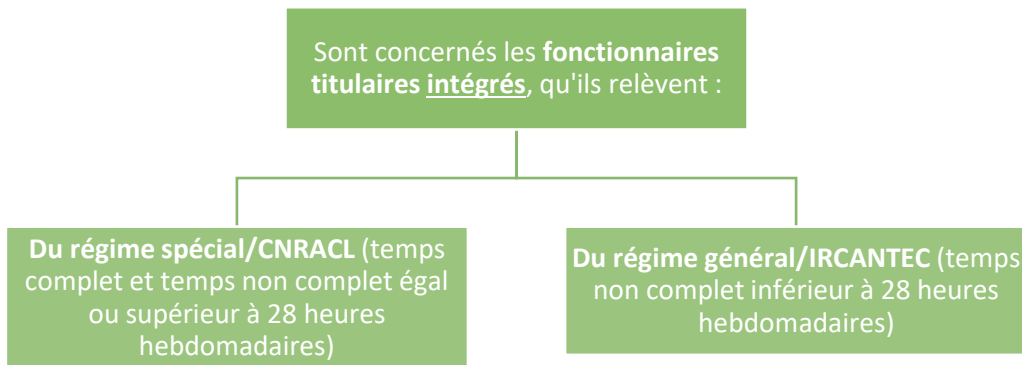 Sont concernés les fonctionnaires
titulaires intégrés, qu'ils relèvent :
Du régime spécial/CNRACL (temps
complet et temps non complet égal
ou supérieur à 28 heures
hebdomadaires)
Du régime général/IRCANTEC (temps
non complet inférieur à 28 heures
hebdomadaires)